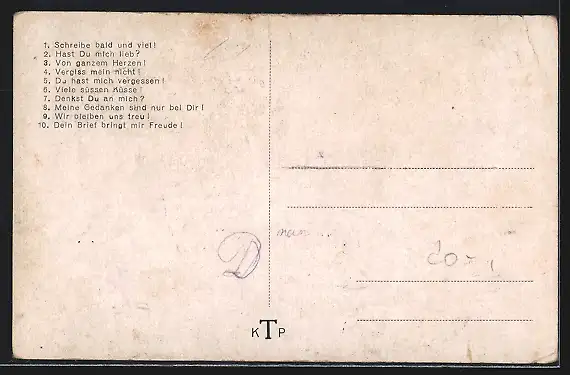 1. Schreibe bald und viel!
2. Hast Du mich lieb?
3. Von ganzem Herzen!
4. Vergiss mein nicht!
5. Du hast mich vergessen!
6. Viele süssen Küsse!
7. Denkst Du an mich?
8. Meine Gedanken sind nur bei Dir!
9. Wir bleiben uns treu!
10. Dein Brief bringt mir Freude!
D
20.-
K T P